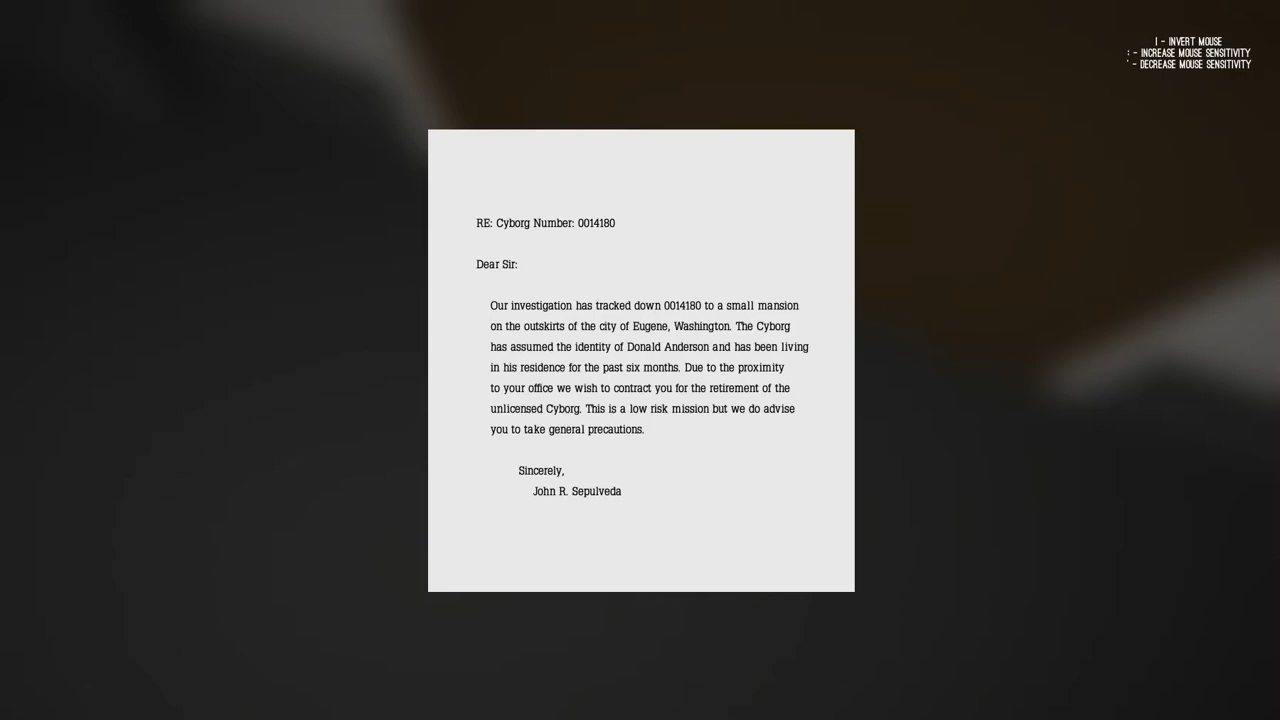 I - INVERT MOUSE
; - INCREASE MOUSE SENSITIVITY
' - DECREASE MOUSE SENSITIVITY
RE: Cyborg Number: 0014180
Dear Sir:
Our investigation has tracked down 0014180 to a small mansion
on the outskirts of the city of Eugene, Washington. The Cyborg
has assumed the identity of Donald Anderson and has been living
in his residence for the past six months. Due to the proximity
to your office we wish to contract you for the retirement of the
unlicensed Cyborg. This is a low risk mission but we do advise
you to take general precautions.
Sincerely,
John R. Sepulveda